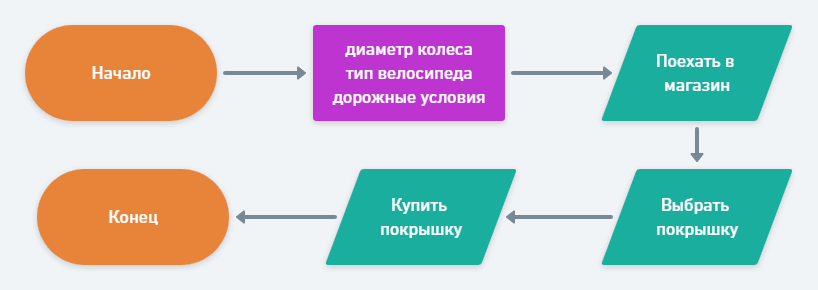 Начало
диаметр колеса
тип велосипеда
дорожные условия
Поехать в
магазин
Выбрать
покрышку
Купить
покрышку
Конец